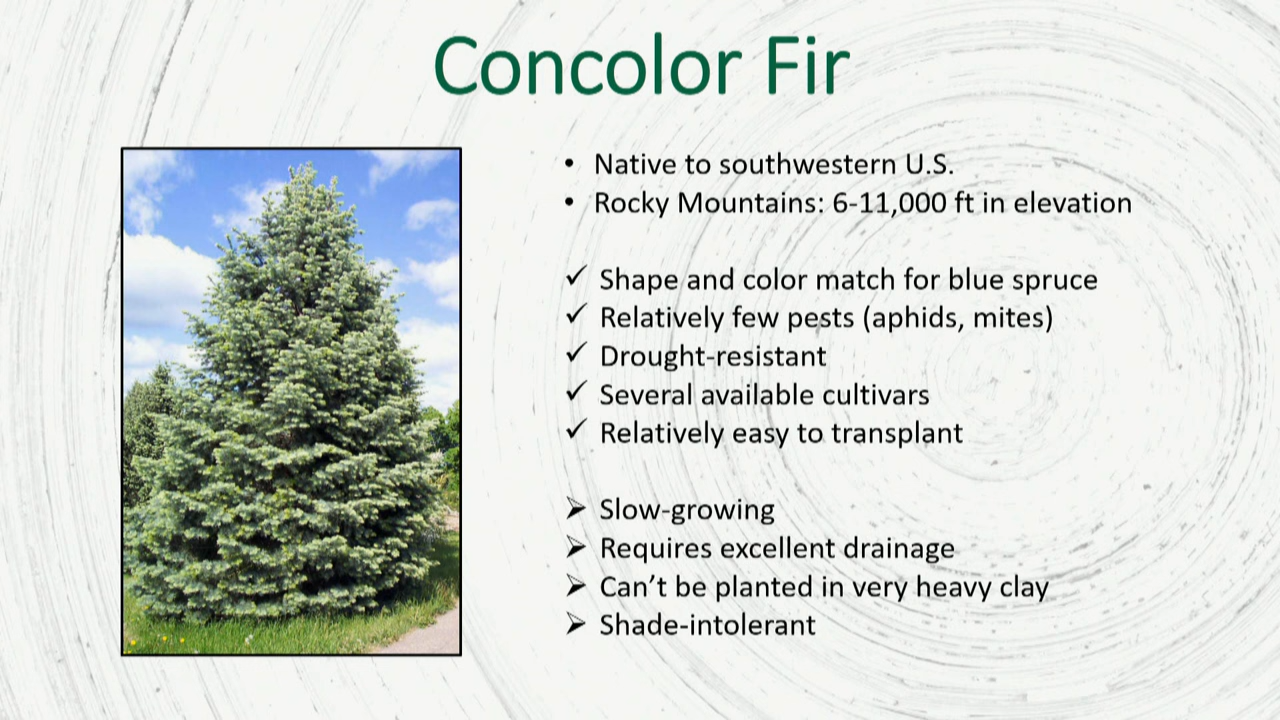 Concolor Fir
• Native to southwestern U.S.
• Rocky Mountains: 6-11,000 ft in elevation
✓ Shape and color match for blue spruce
✓ Relatively few pests (aphids, mites)
✓ Drought-resistant
✓ Several available cultivars
✓ Relatively easy to transplant
➢ Slow-growing
➢ Requires excellent drainage
➢ Can’t be planted in very heavy clay
➢ Shade-intolerant